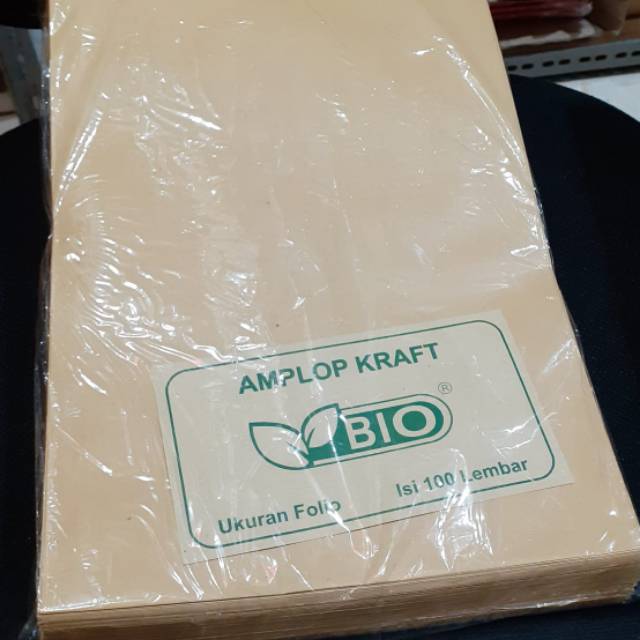 AMPLOP KRAFT
BIO ®
Ukuran Folio Isi 100 Lembar